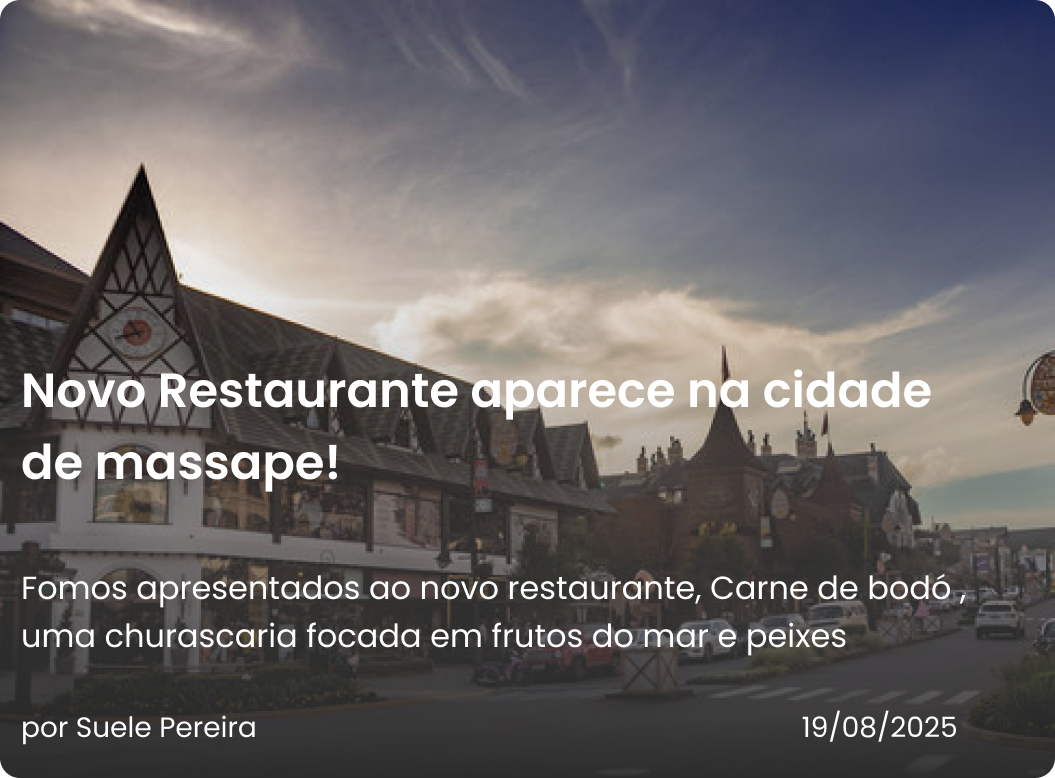 Novo Restaurante aparece na cidade
de massape!
Fomos apresentados ao novo restaurante, Carne de bodó ,
uma churascaria focada em frutos do mar e peixes
por Suele Pereira
19/08/2025